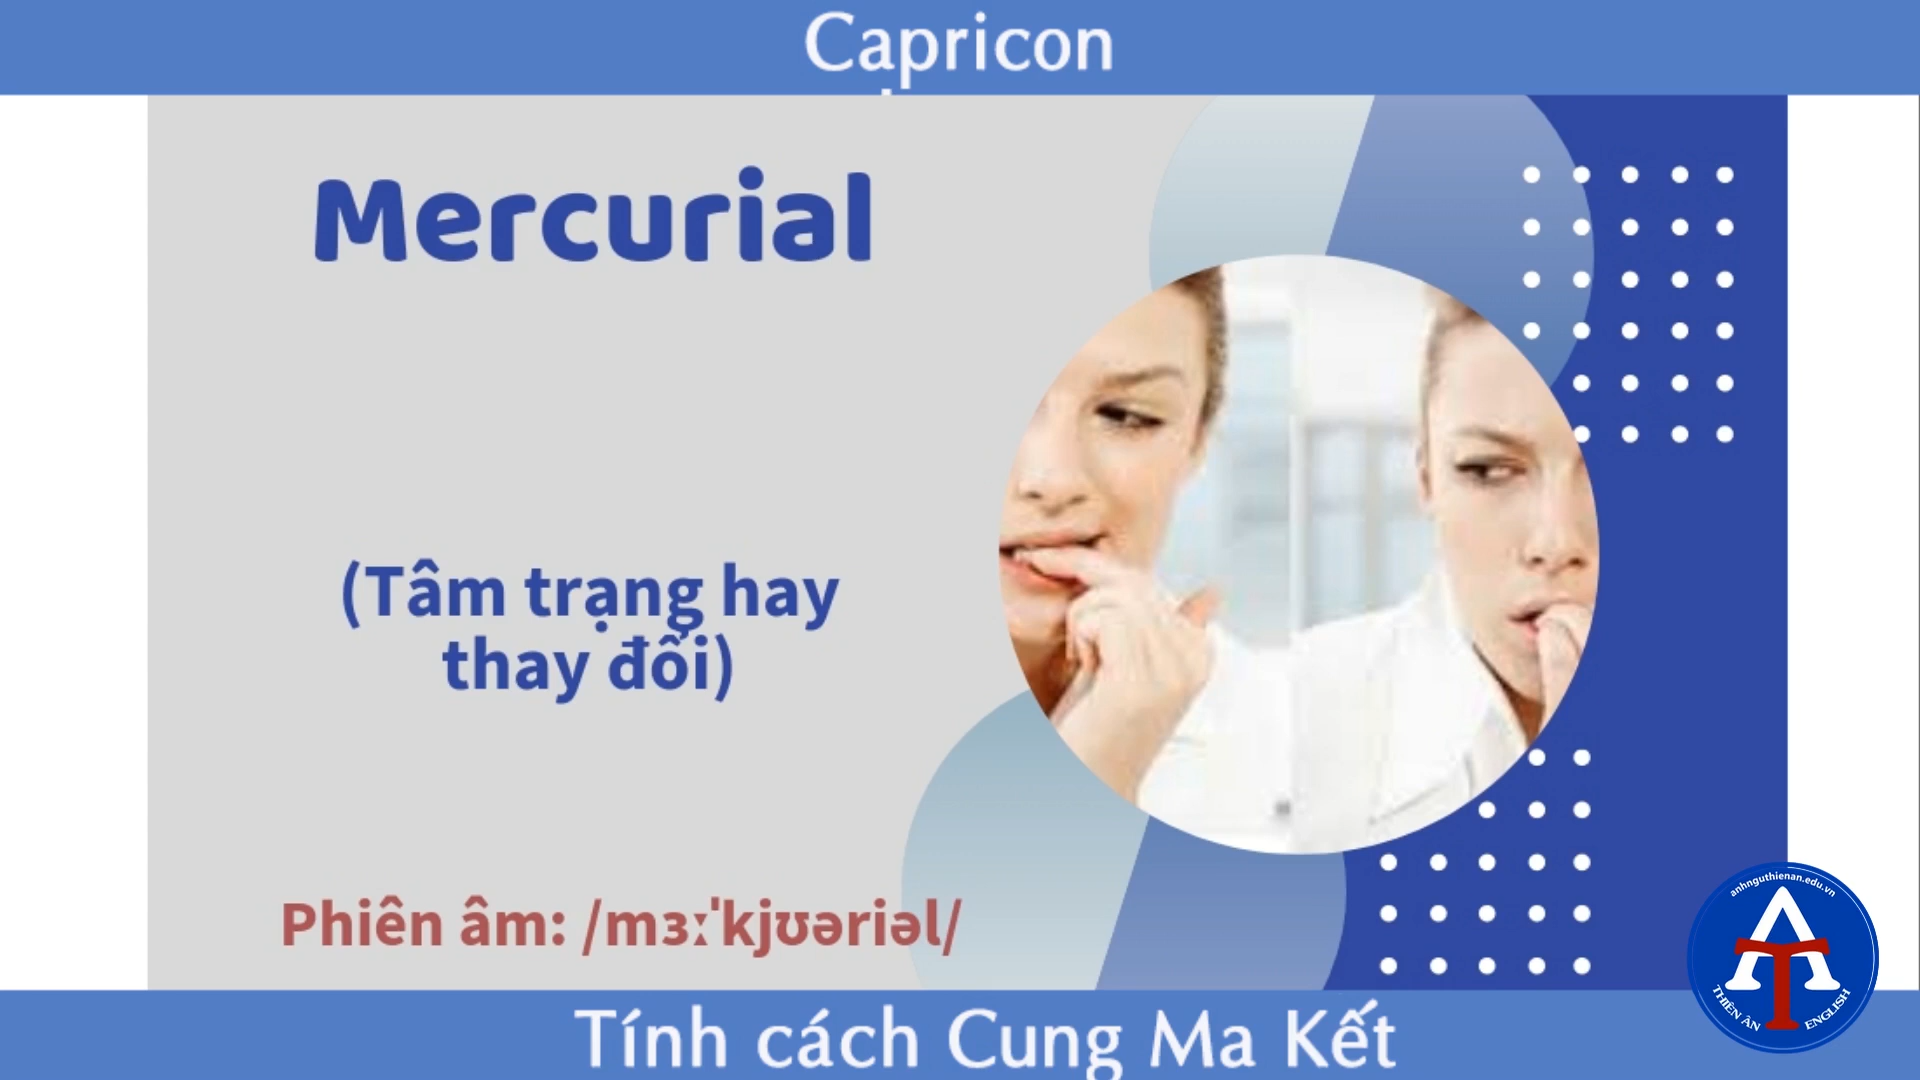 Capricon
Mercurial
(Tâm trạng hay
thay đổi)
Phiên âm: /mɜːˈkjʊəriəl/
Tính cách Cung Ma Kết
anhnguthienan.edu.vn
AT
THIÊN ÂN ENGLISH